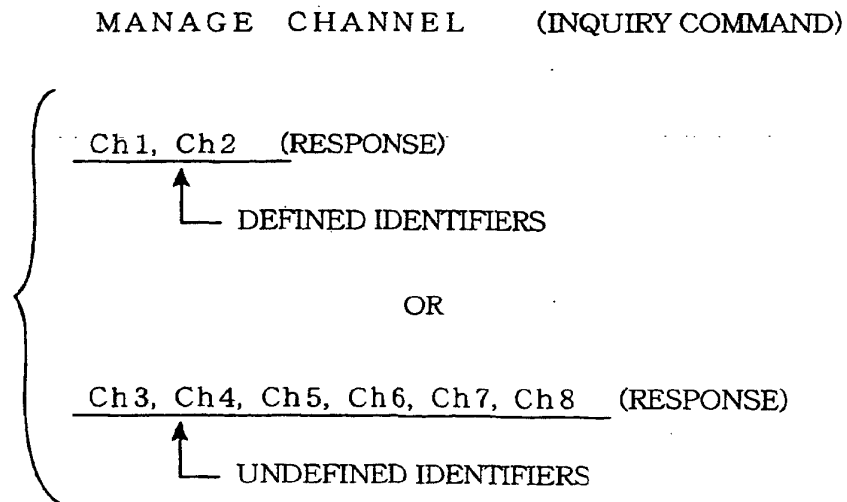 MANAGE CHANNEL (INQUIRY COMMAND)
Ch1, Ch2 (RESPONSE)
DEFINED IDENTIFIERS
OR
Ch3, Ch4, Ch5, Ch6, Ch7, Ch8 (RESPONSE)
UNDEFINED IDENTIFIERS